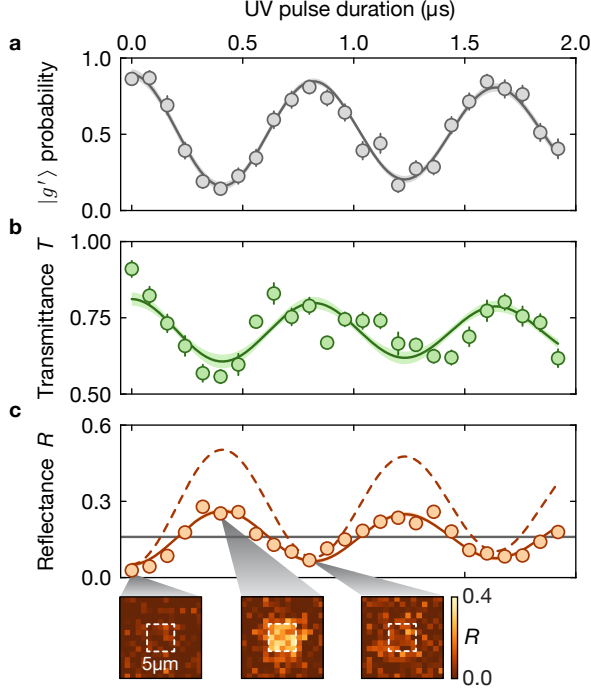 UV pulse duration (µs)
0.0 0.5 1.0 1.5 2.0
a
1.0
0.5
0.0
|g′⟩ probability
b
1.00
0.75
0.50
Transmittance T
c
0.6
0.3
0.0
Reflectance R
5µm
0.4
R
0.0